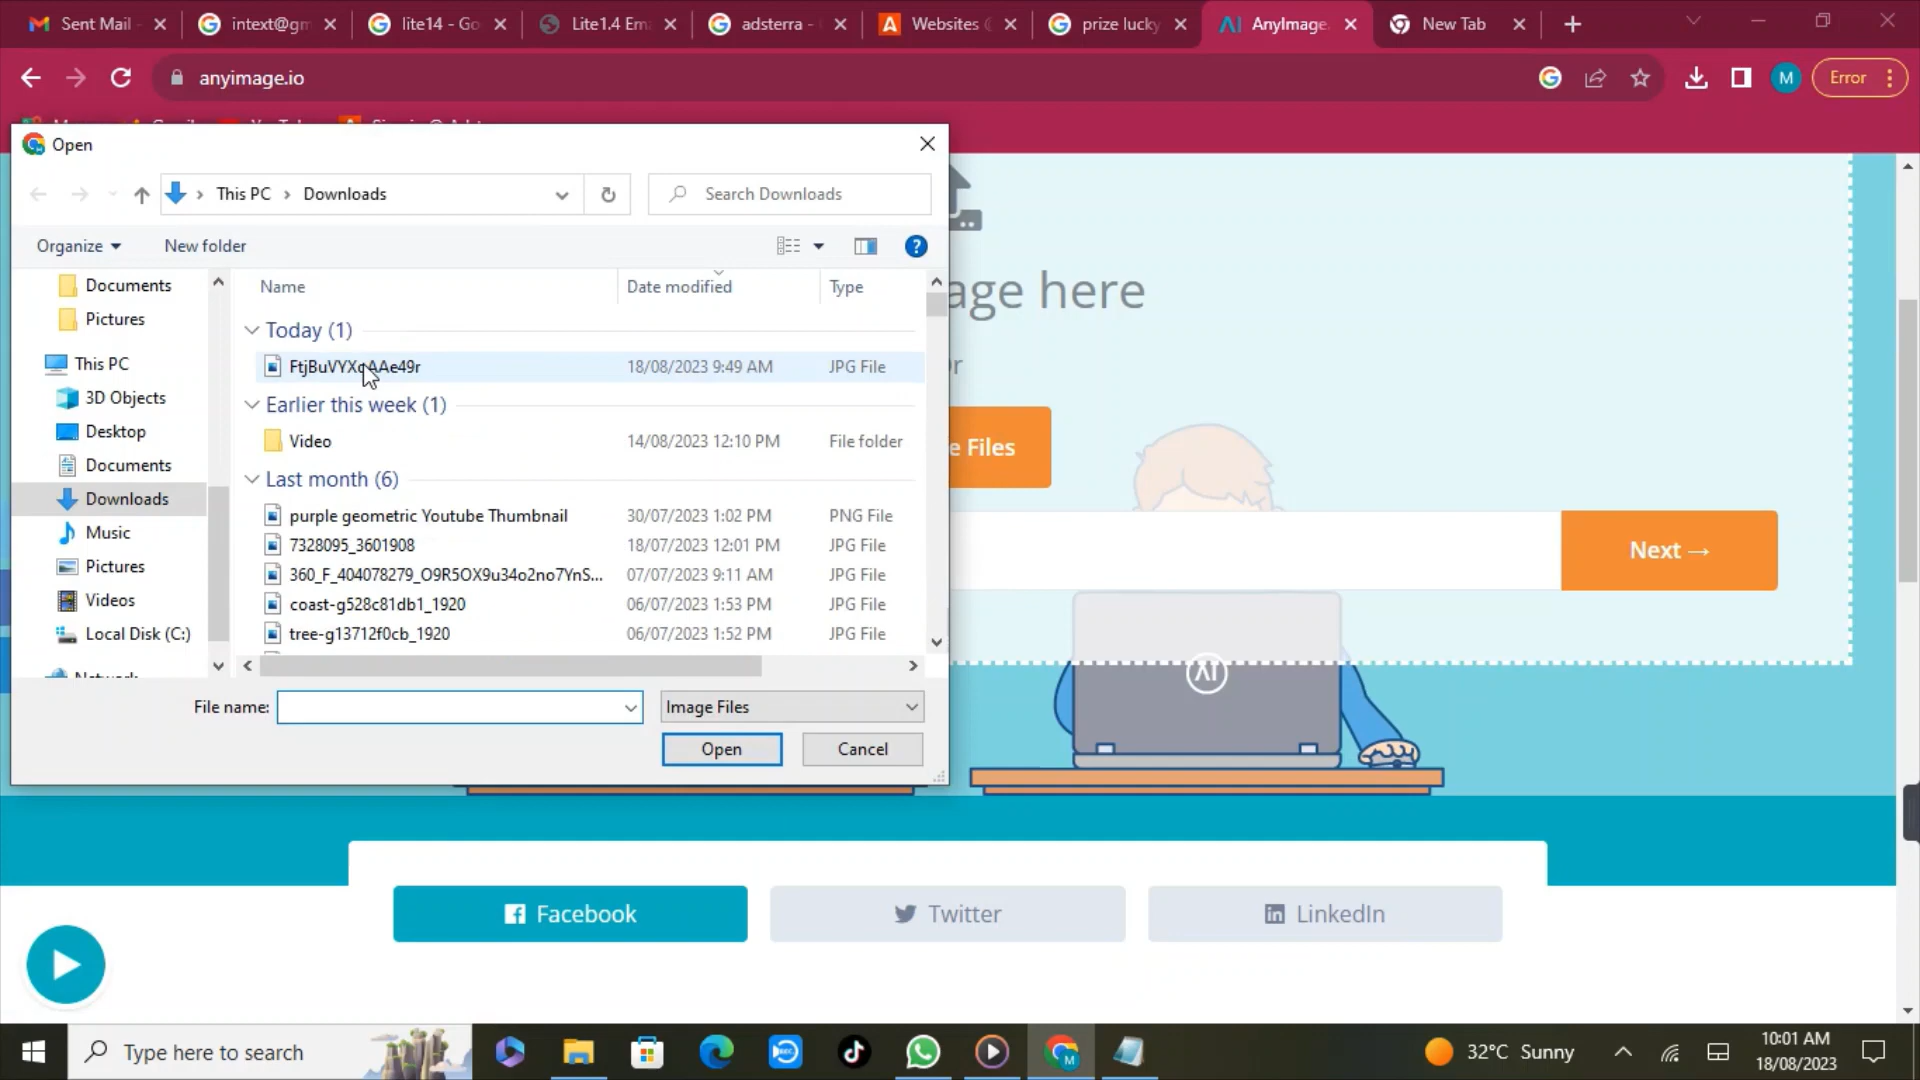 Sent Mail -
intext@gm
lite14 - Go
Lite1.4 Ema
adsterra -
Websites
prize lucky
AnyImage.
New Tab
anyimage.io
M
Error
Open
This PC
Downloads
Search Downloads
Organize
New folder
Documents
Pictures
This PC
3D Objects
Desktop
Documents
Downloads
Music
Pictures
Videos
Local Disk (C:)
Name
Date modified
Type
Today (1)
18/08/2023 9:49 AM
JPG File
Earlier this week (1)
Video
14/08/2023 12:10 PM
File folder
Last month (6)
purple geometric Youtube Thumbnail
30/07/2023 1:02 PM
PNG File
7328095_3601908
18/07/2023 12:01 PM
JPG File
360_F_404078279_O9R5OX9u34o2no7YnS...
07/07/2023 9:11 AM
JPG File
coast-g528c81db1_1920
06/07/2023 1:53 PM
JPG File
tree-g13712f0cb_1920
06/07/2023 1:52 PM
JPG File
File name:
Image Files
Open
Cancel
age here
r
e Files
Next →
Facebook
Twitter
LinkedIn
Type here to search
32°C Sunny
10:01 AM
18/08/2023